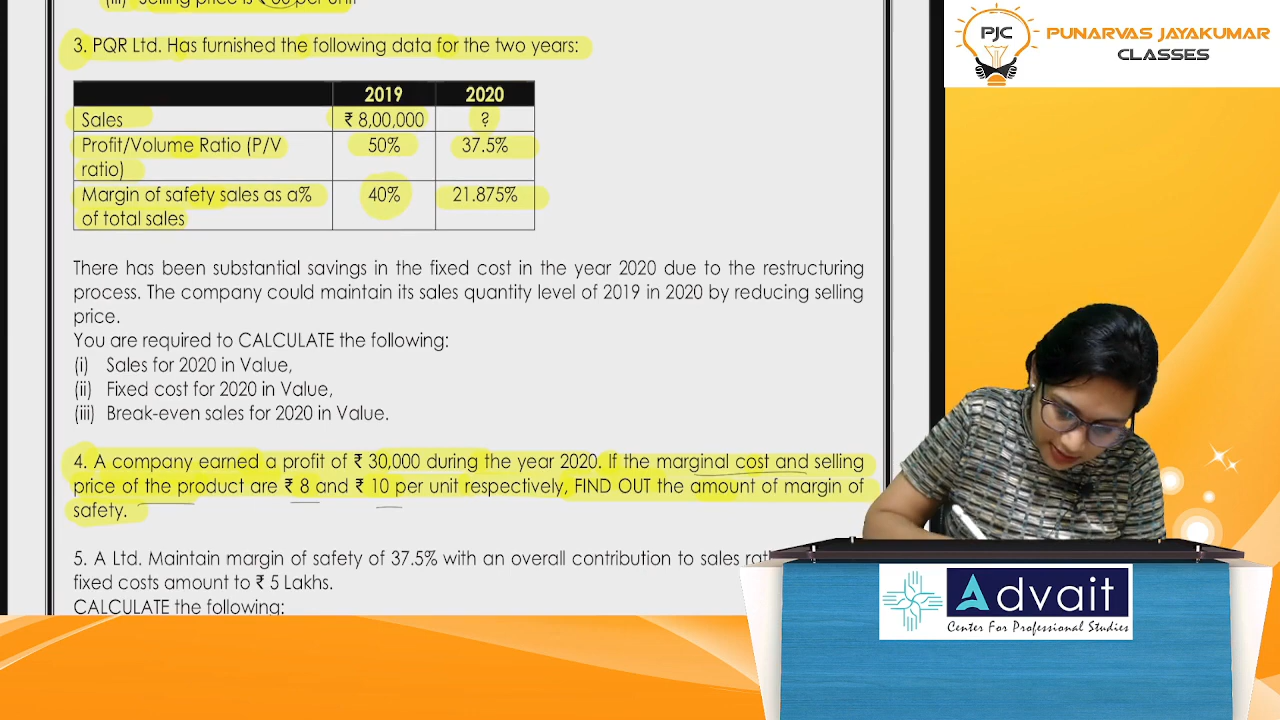 (iii) Selling price is ₹ 80 per unit
3. PQR Ltd. Has furnished the following data for the two years:
2019 2020
Sales ₹ 8,00,000 ?
Profit/Volume Ratio (P/V ratio) 50% 37.5%
Margin of safety sales as a% of total sales 40% 21.875%
There has been substantial savings in the fixed cost in the year 2020 due to the restructuring
process. The company could maintain its sales quantity level of 2019 in 2020 by reducing selling
price.
You are required to CALCULATE the following:
(i) Sales for 2020 in Value,
(ii) Fixed cost for 2020 in Value,
(iii) Break-even sales for 2020 in Value.
4. A company earned a profit of ₹ 30,000 during the year 2020. If the marginal cost and selling
price of the product are ₹ 8 and ₹ 10 per unit respectively, FIND OUT the amount of margin of
safety.
5. A Ltd. Maintain margin of safety of 37.5% with an overall contribution to sales
fixed costs amount to ₹ 5 Lakhs.
CALCULATE the following:
PJC
PUNARVAS JAYAKUMAR
CLASSES
Advait
Center For Professional Studies